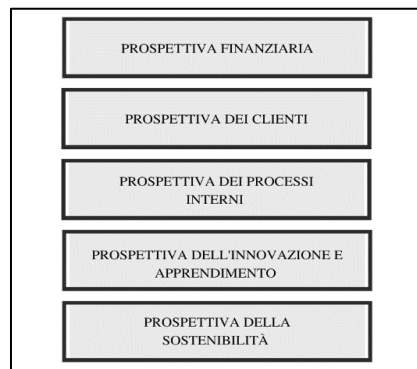 PROSPETTIVA FINANZIARIA
PROSPETTIVA DEI CLIENTI
PROSPETTIVA DEI PROCESSI
INTERNI
PROSPETTIVA DELL'INNOVAZIONE E
APPRENDIMENTO
PROSPETTIVA DELLA
SOSTENIBILITÀ